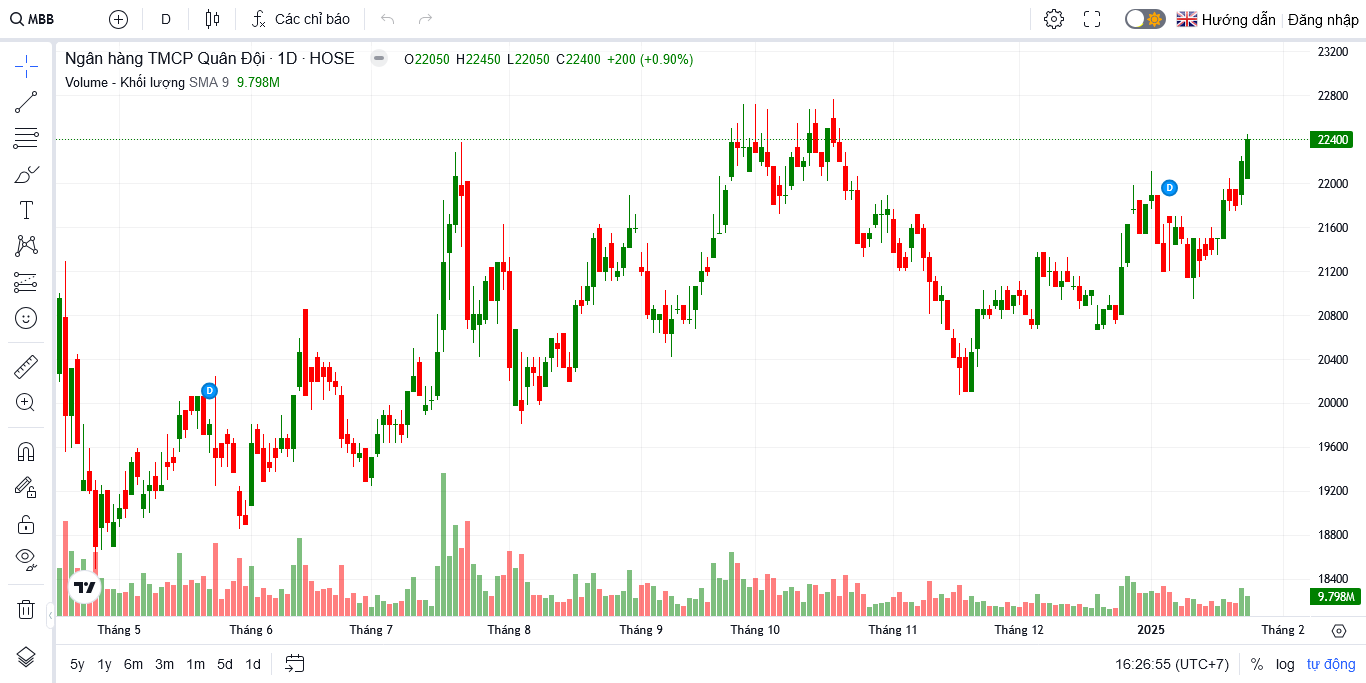 MBB D Các chỉ báo Hướng dẫn Đăng nhập
Ngân hàng TMCP Quân Đội · 1D · HOSE O22050 H22450 L22050 C22400 +200 (+0.90%)
Volume - Khối lượng SMA 9 9.798M
23200
22800
22400
22000
21600
21200
20800
20400
20000
19600
19200
18800
18400
9.798M
D
D
Tháng 5 Tháng 6 Tháng 7 Tháng 8 Tháng 9 Tháng 10 Tháng 11 Tháng 12 2025 Tháng 2
5y 1y 6m 3m 1m 5d 1d 16:26:55 (UTC+7) % log tự động